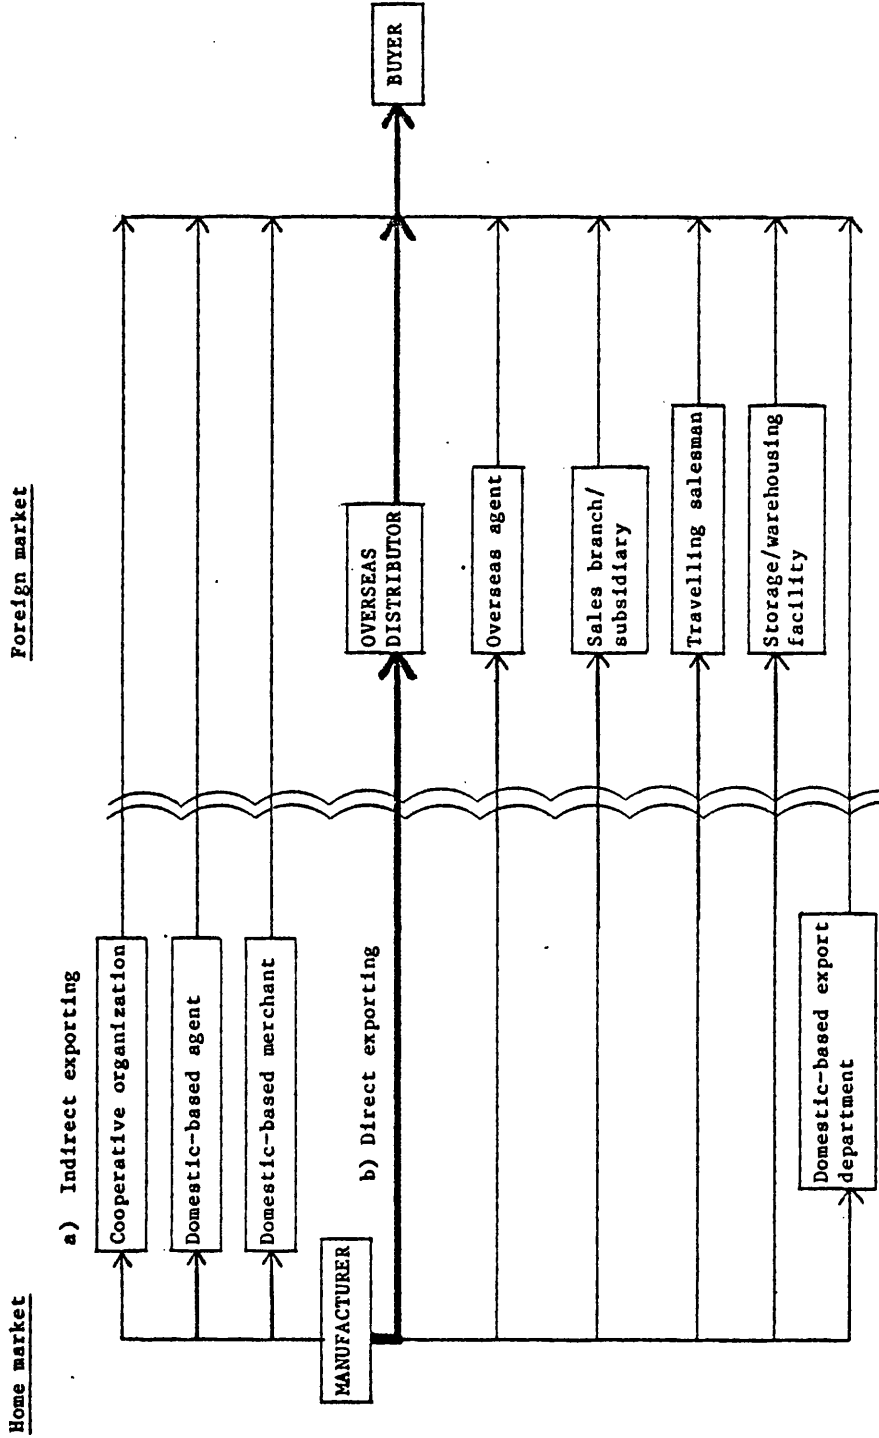 Home market
Foreign market
a) Indirect exporting
Cooperative organization
Domestic-based agent
Domestic-based merchant
MANUFACTURER
b) Direct exporting
OVERSEAS
DISTRIBUTOR
BUYER
Overseas agent
Sales branch/
subsidiary
Travelling salesman
Storage/warehousing
facility
Domestic-based export
department